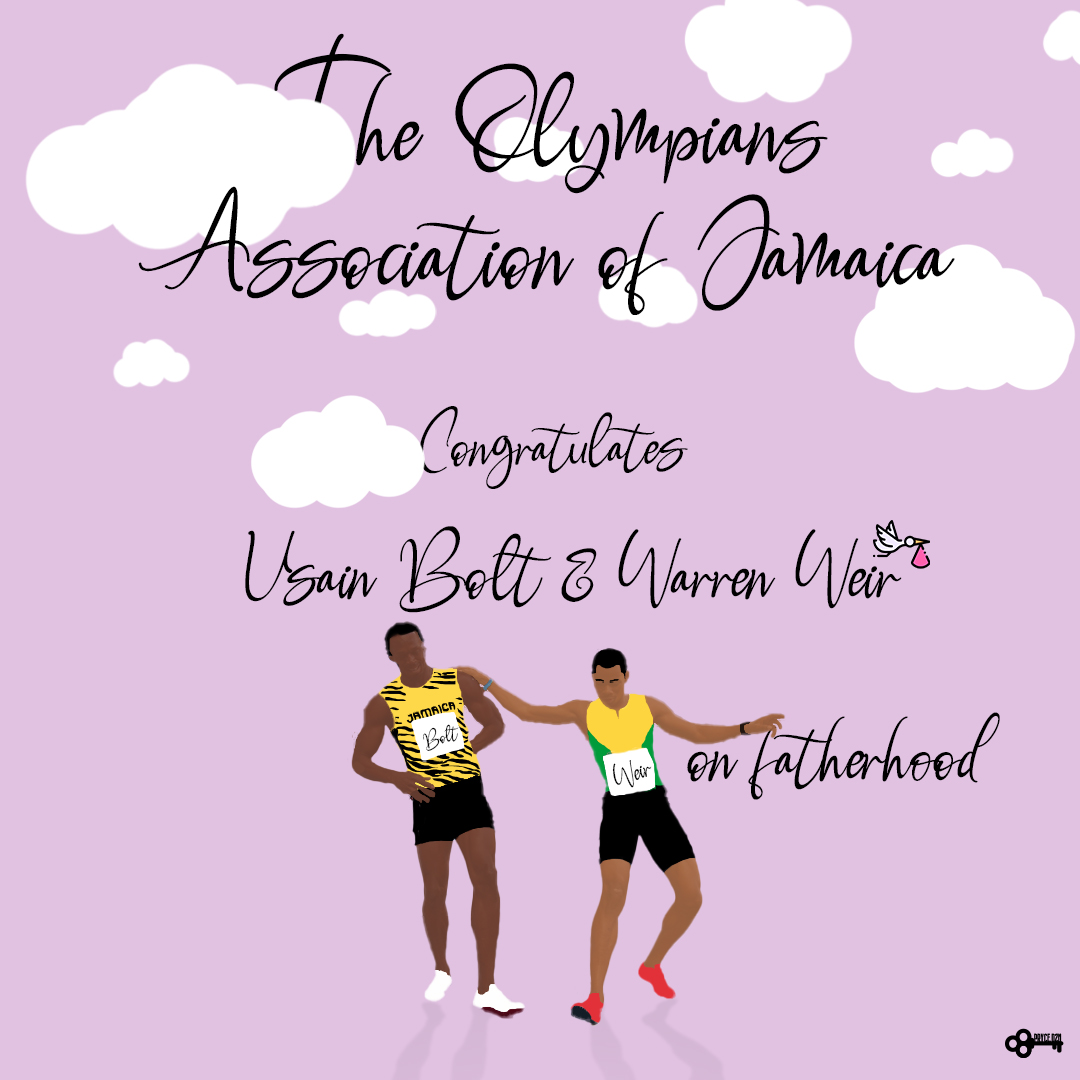 The Olympians
Association of Jamaica
Congratulates
Usain Bolt & Warren Weir
JAMAICA
Bolt
Weir
on fatherhood